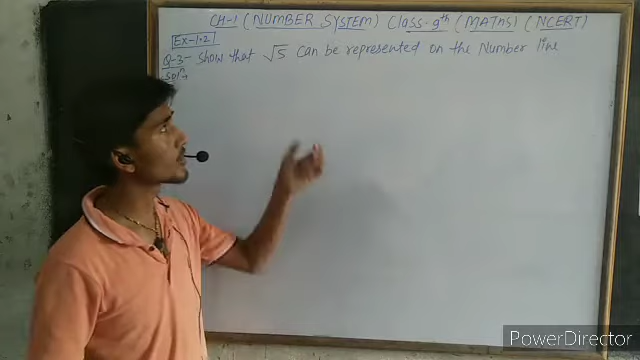 CH-1 (NUMBER SYSTEM) Class-9th (MATHS) (NCERT)
Ex-1.2
Q-3- Show that √5 can be represented on the Number line
Solⁿ→
PowerDirector